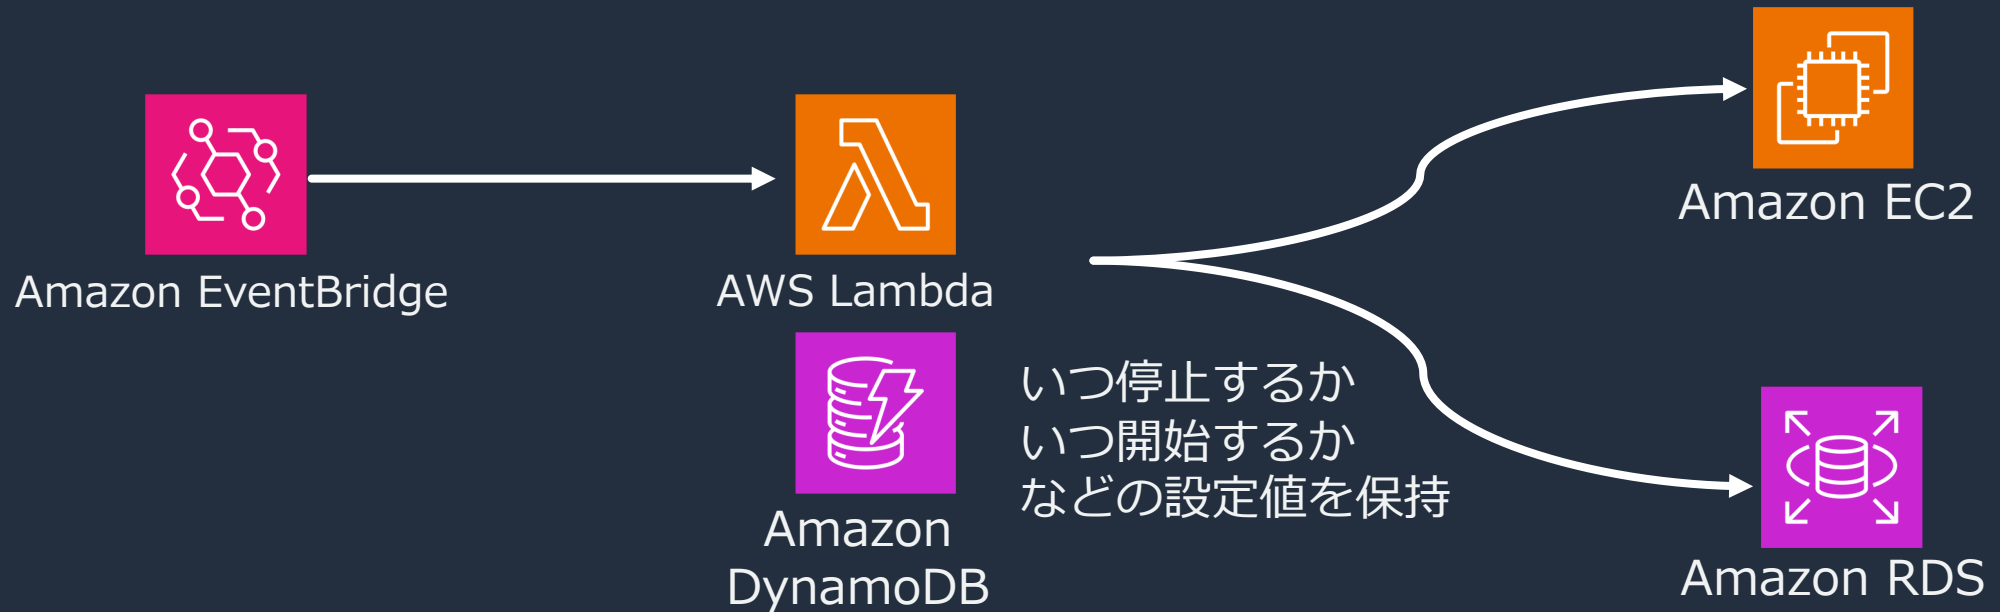 Amazon EventBridge
AWS Lambda
Amazon
DynamoDB
いつ停止するか
いつ開始するか
などの設定値を保持
Amazon EC2
Amazon RDS